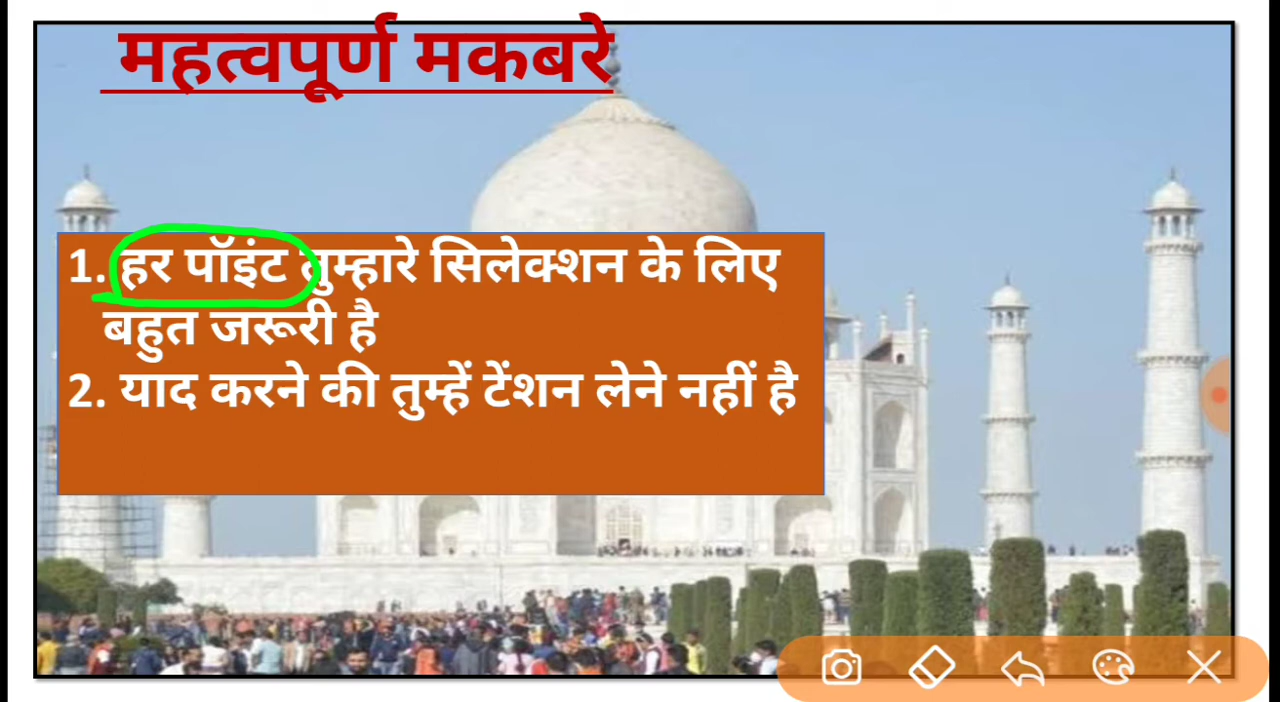 महत्वपूर्ण मकबरे
1. हर पॉइंट तुम्हारे सिलेक्शन के लिए
बहुत जरूरी है
2. याद करने की तुम्हें टेंशन लेने नहीं है